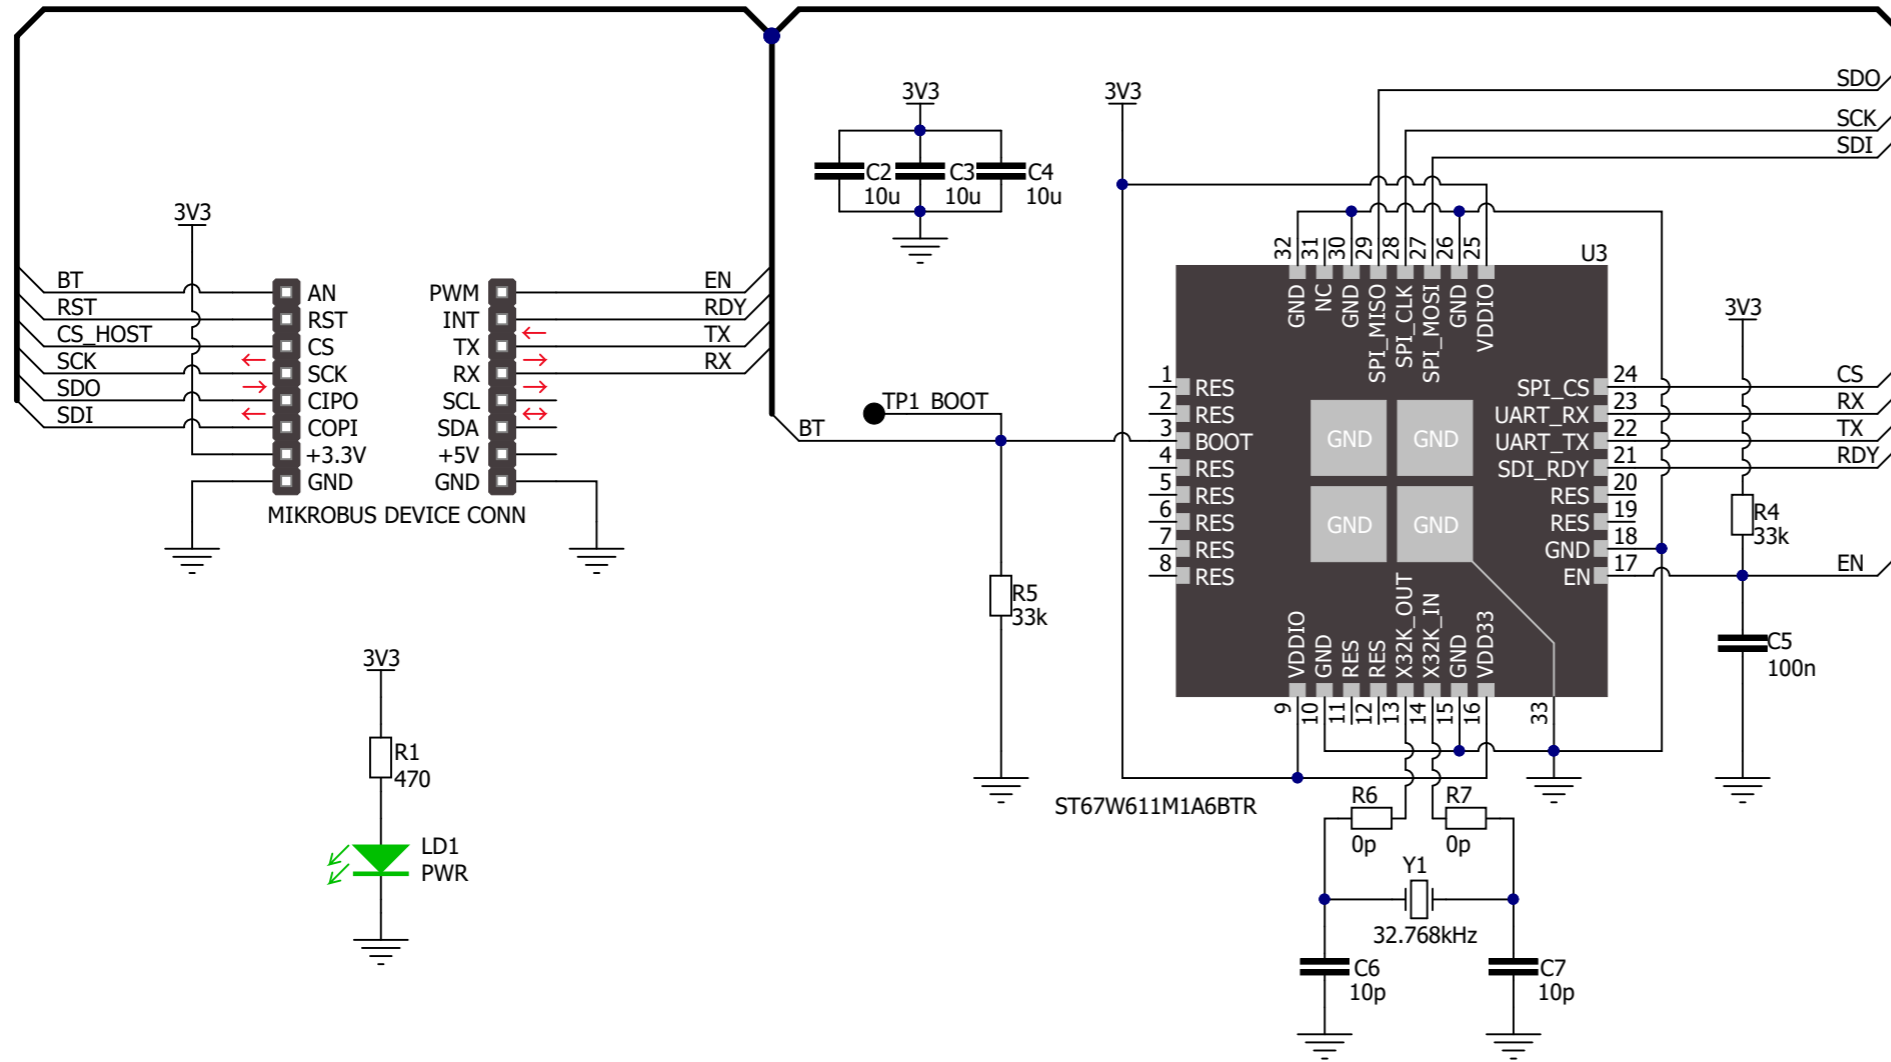 3V3
BT
RST
CS_HOST
SCK
SDO
SDI
AN
RST
CS
SCK
CIPO
COPI
+3.3V
GND
PWM
INT
TX
RX
SCL
SDA
+5V
GND
EN
RDY
TX
RX
MIKROBUS DEVICE CONN
3V3
R1
470
LD1
PWR
3V3
C2
10u
C3
10u
C4
10u
TP1 BOOT
BT
R5
33k
3V3
SDO
SCK
SDI
U3
32
31
30
29
28
27
26
25
GND
NC
GND
SPI_MISO
SPI_CLK
SPI_MOSI
GND
VDDIO
1 RES
2 RES
3 BOOT
4 RES
5 RES
6 RES
7 RES
8 RES
GND GND
GND GND
SPI_CS 24 CS
UART_RX 23 RX
UART_TX 22 TX
SDI_RDY 21 RDY
RES 20
RES 19
GND 18
EN 17 EN
VDDIO
GND
RES
RES
X32K_OUT
X32K_IN
GND
VDD33
9
10
11
12
13
14
15
16
33
ST67W611M1A6BTR
3V3
R4
33k
C5
100n
R6
0p
R7
0p
Y1
32.768kHz
C6
10p
C7
10p